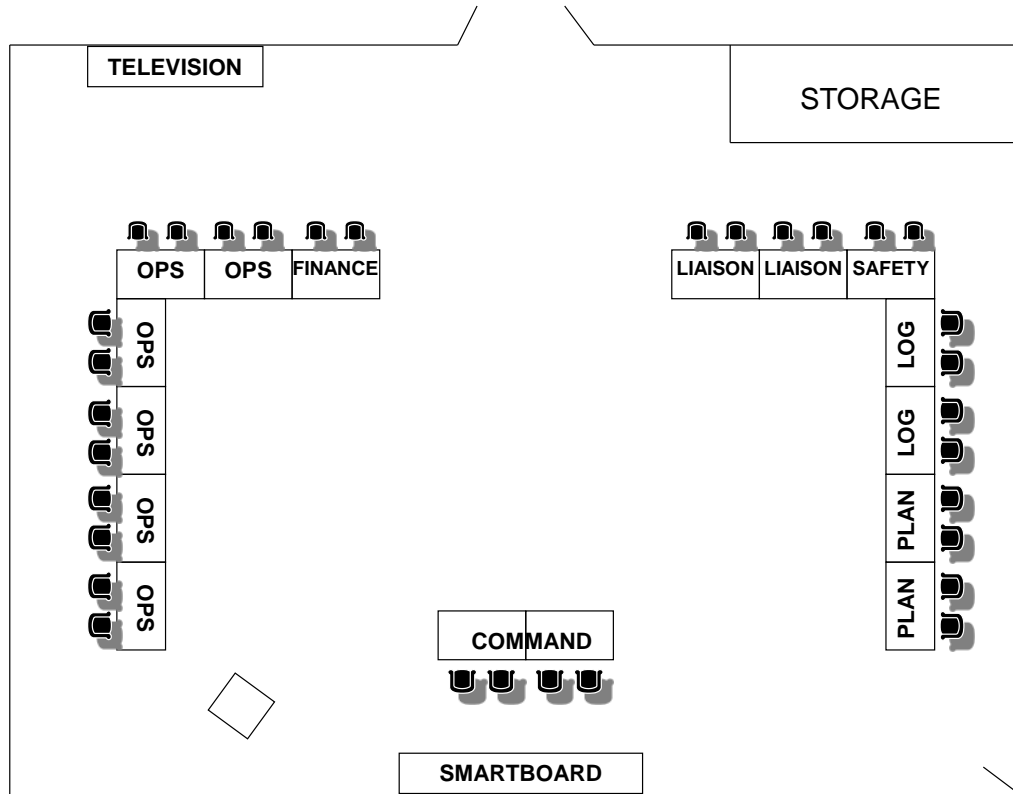 TELEVISION
STORAGE
OPS
OPS
FINANCE
LIAISON
LIAISON
SAFETY
OPS
OPS
OPS
OPS
LOG
LOG
PLAN
PLAN
COMMAND
SMARTBOARD